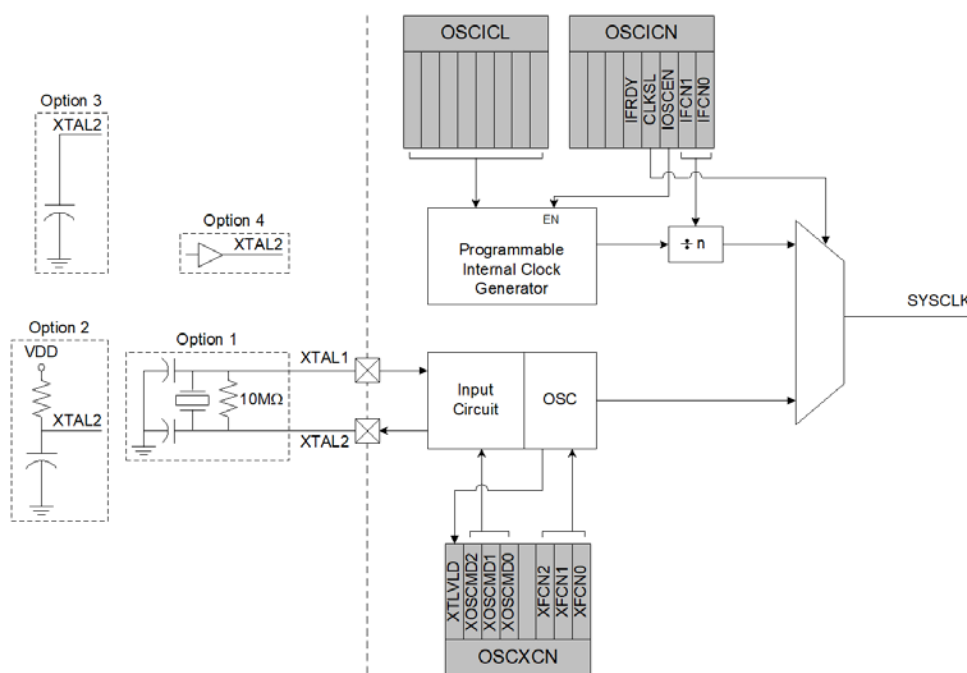 OSCICL
OSCICN
IFRDY
CLKSL
IOSCEN
IFCN1
IFCN0
Option 3
XTAL2
Option 4
XTAL2
EN
Programmable
Internal Clock
Generator
÷ n
SYSCLK
Option 2
VDD
XTAL2
Option 1
10MΩ
XTAL1
XTAL2
Input
Circuit
OSC
XTLVLD
XOSCMD2
XOSCMD1
XOSCMD0
XFCN2
XFCN1
XFCN0
OSCXCN